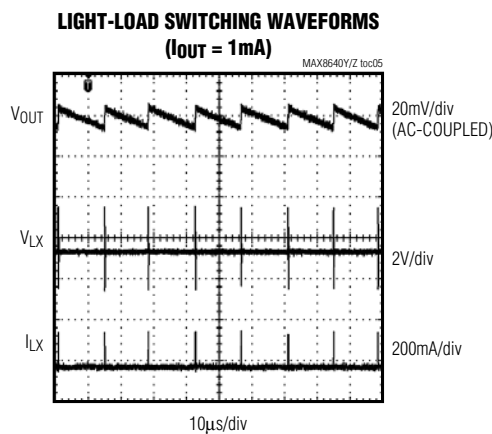 LIGHT-LOAD SWITCHING WAVEFORMS
(IOUT = 1mA)
MAX8640Y/Z toc05
VOUT
20mV/div
(AC-COUPLED)
VLX
2V/div
ILX
200mA/div
10μs/div